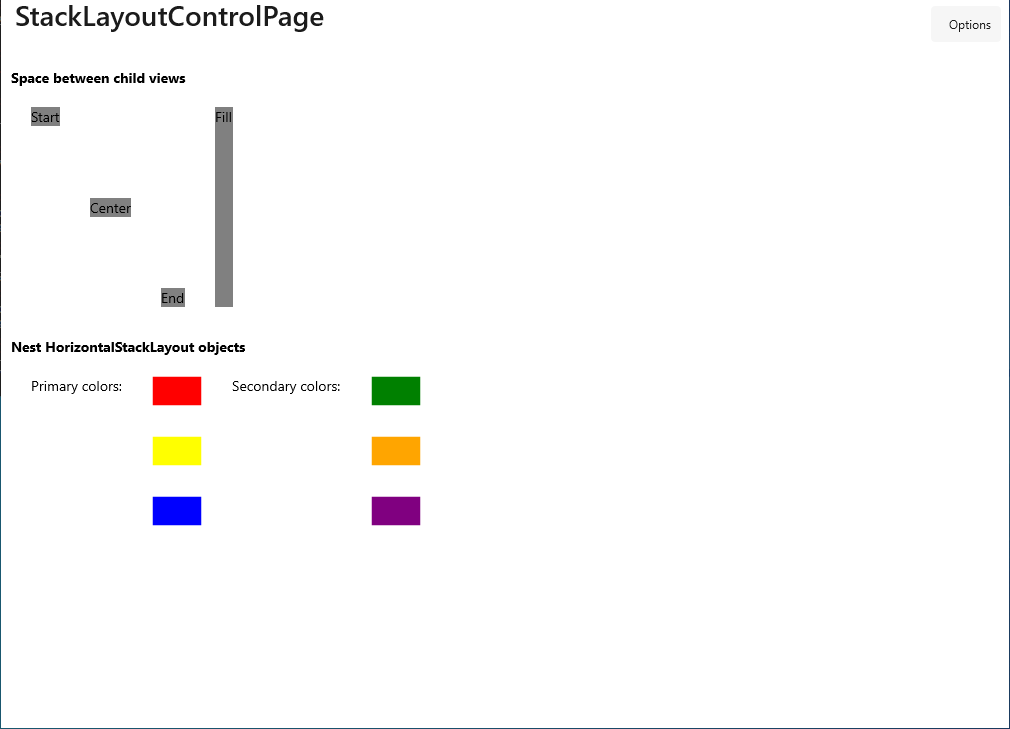 StackLayoutControlPage
Options
Space between child views
Start
Fill
Center
End
Nest HorizontalStackLayout objects
Primary colors:
Secondary colors: